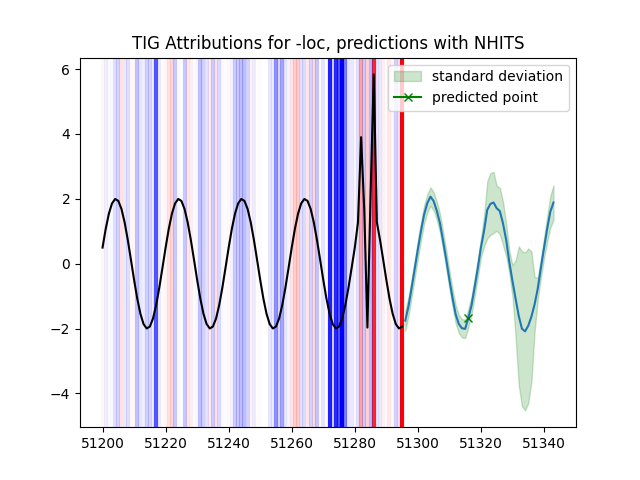 TIG Attributions for -loc, predictions with NHITS
standard deviation
predicted point
6
4
2
0
−2
−4
51200 51220 51240 51260 51280 51300 51320 51340